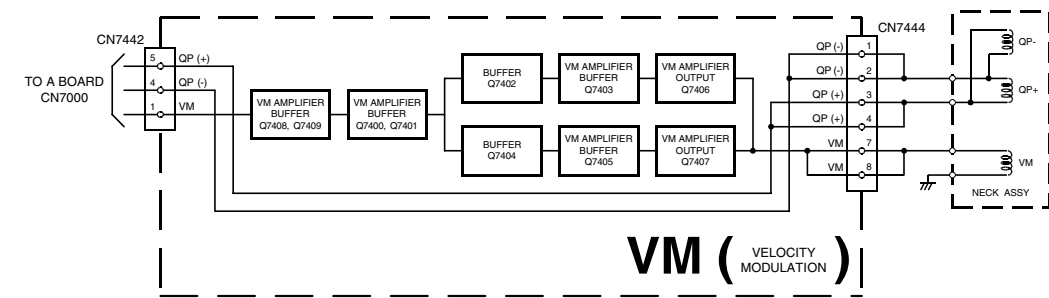 CN7442
TO A BOARD
CN7000
5 QP (+)
4 QP (-)
1 VM
VM AMPLIFIER
BUFFER
Q7408, Q7409
VM AMPLIFIER
BUFFER
Q7400, Q7401
BUFFER
Q7402
VM AMPLIFIER
BUFFER
Q7403
VM AMPLIFIER
OUTPUT
Q7406
BUFFER
Q7404
VM AMPLIFIER
BUFFER
Q7405
VM AMPLIFIER
OUTPUT
Q7407
CN7444
QP (-) 1
QP (-) 2
QP (+) 3
QP (+) 4
VM 7
VM 8
QP-
QP+
VM
NECK ASSY
VM (VELOCITY
MODULATION)